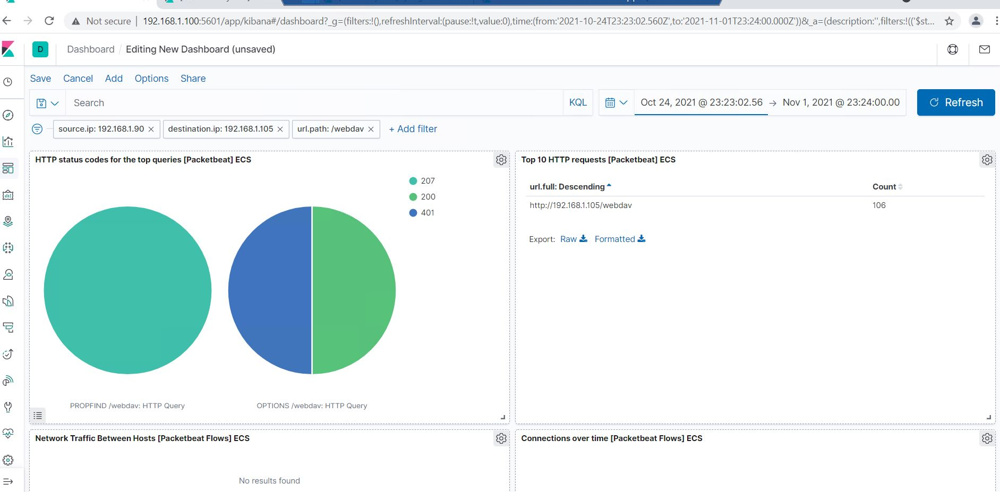 Not secure | 192.168.1.100:5601/app/kibana#/dashboard?_g=(filters:!(),refreshInterval:(pause:!t,value:0),time:(from:'2021-10-24T23:23:02.560Z',to:'2021-11-01T23:24:00.000Z'))&_a=(description:'',filters:!(('$st...
D Dashboard / Editing New Dashboard (unsaved)
Save Cancel Add Options Share
Search KQL Oct 24, 2021 @ 23:23:02.56 → Nov 1, 2021 @ 23:24:00.00 Refresh
source.ip: 192.168.1.90 × destination.ip: 192.168.1.105 × url.path: /webdav × + Add filter
HTTP status codes for the top queries [Packetbeat] ECS
207
200
401
PROPFIND /webdav: HTTP Query OPTIONS /webdav: HTTP Query
Top 10 HTTP requests [Packetbeat] ECS
url.full: Descending Count
http://192.168.1.105/webdav 106
Export: Raw Formatted
Network Traffic Between Hosts [Packetbeat Flows] ECS
No results found
Connections over time [Packetbeat Flows] ECS